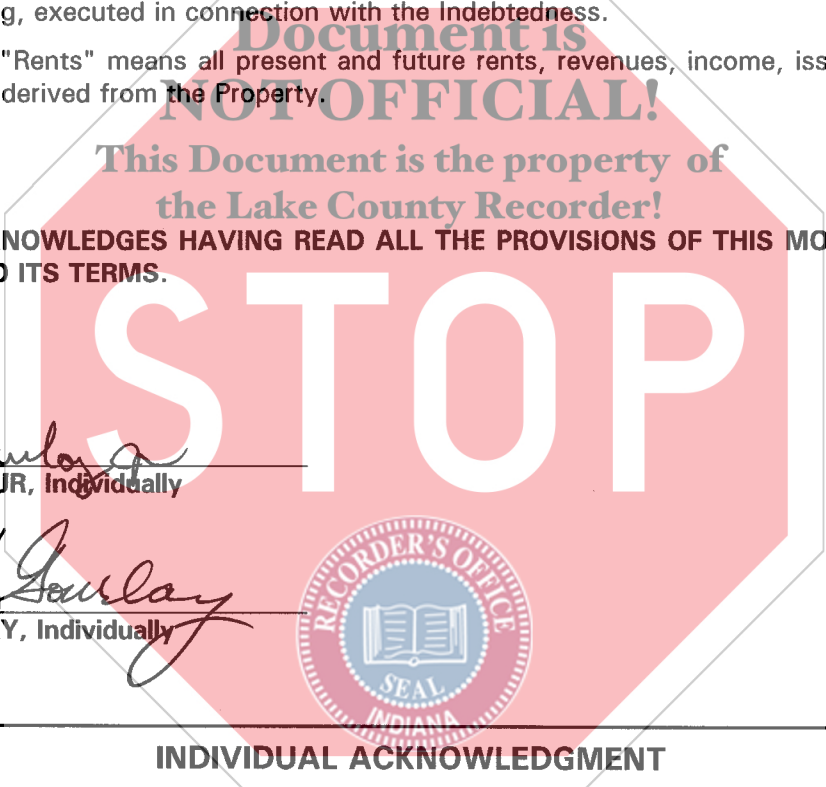 g, executed in connection with the Indebtedness.
Document is
"Rents" means all present and future rents, revenues, income, iss
derived from the Property.
NOT OFFICIAL!
This Document is the property of
the Lake County Recorder!
NOWLEDGES HAVING READ ALL THE PROVISIONS OF THIS MO
ITS TERMS.
STOP
JR, Individually
Gourlay
Y, Individually
RECORDER'S OFFICE
SEAL
INDIANA
INDIVIDUAL ACKNOWLEDGMENT